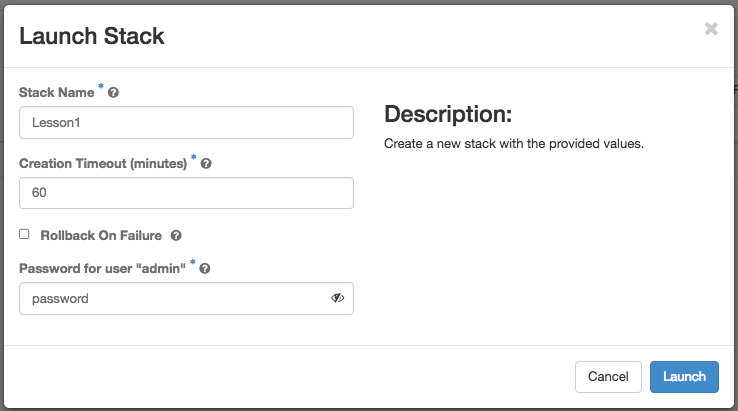 Launch Stack
Stack Name *
Lesson1
Creation Timeout (minutes) *
60
Rollback On Failure
Password for user "admin" *
password
Description:
Create a new stack with the provided values.
Cancel
Launch